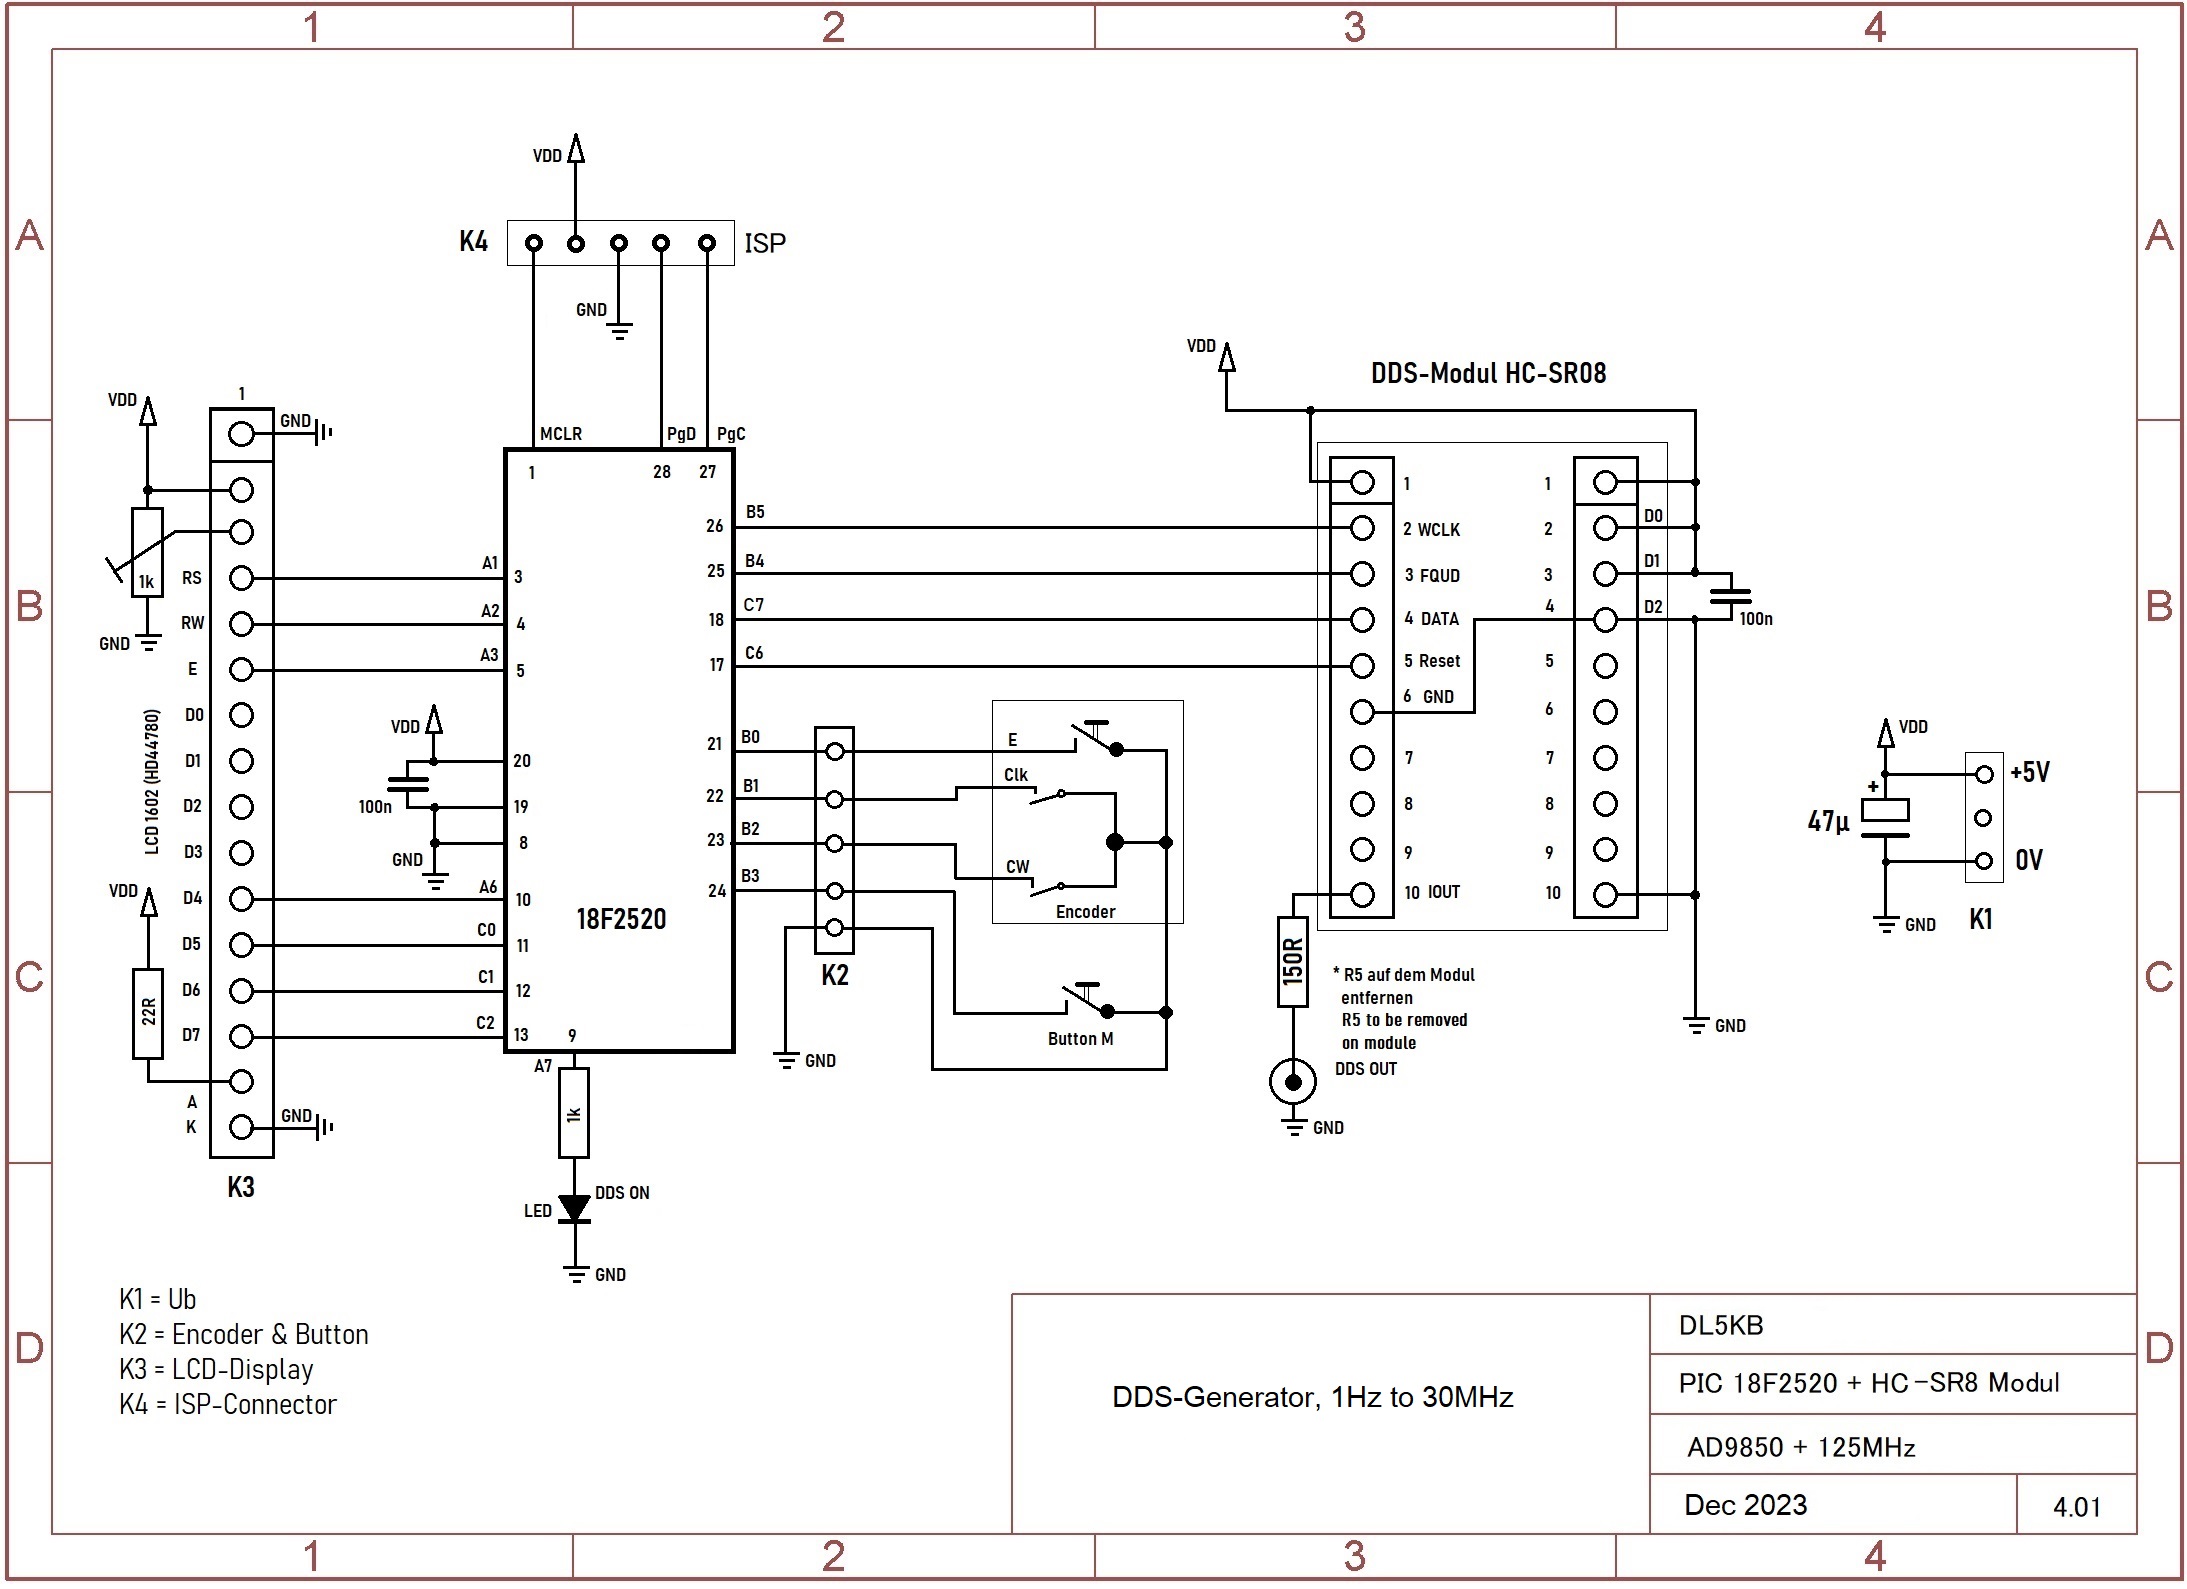 1 2 3 4
A A
VDD
K4 ISP
GND
VDD
DDS-Modul HC-SR08
VDD
1
GND
MCLR PgD PgC
1 28 27
1k
GND
RS A1 3
RW A2 4
E A3 5
D0
D1
D2
D3
D4 A6 10
D5 C0 11
D6 C1 12
D7 C2 13
A
K
GND
LCD 1602 (HD44780)
VDD
22R
K3
VDD
100n
GND
20
19
8
18F2520
9
A7
1k
DDS ON
LED
GND
26 B5
25 B4
18 C7
17 C6
21 B0
22 B1
23 B2
24 B3
K2
GND
E
Clk
CW
Encoder
Button M
1 1
2 WCLK 2 D0
3 FQUD 3 D1
4 DATA 4 D2
5 Reset 5
6 GND 6
7 7
8 8
9 9
10 IOUT 10
100n
GND
150R
* R5 auf dem Modul
entfernen
R5 to be removed
on module
DDS OUT
GND
VDD
+5V
+
47µ
0V
GND
K1
B B
C C
K1 = Ub
K2 = Encoder & Button
K3 = LCD-Display
K4 = ISP-Connector
DDS-Generator, 1Hz to 30MHz
DL5KB
PIC 18F2520 + HC-SR8 Modul
AD9850 + 125MHz
Dec 2023 4.01
D D
1 2 3 4